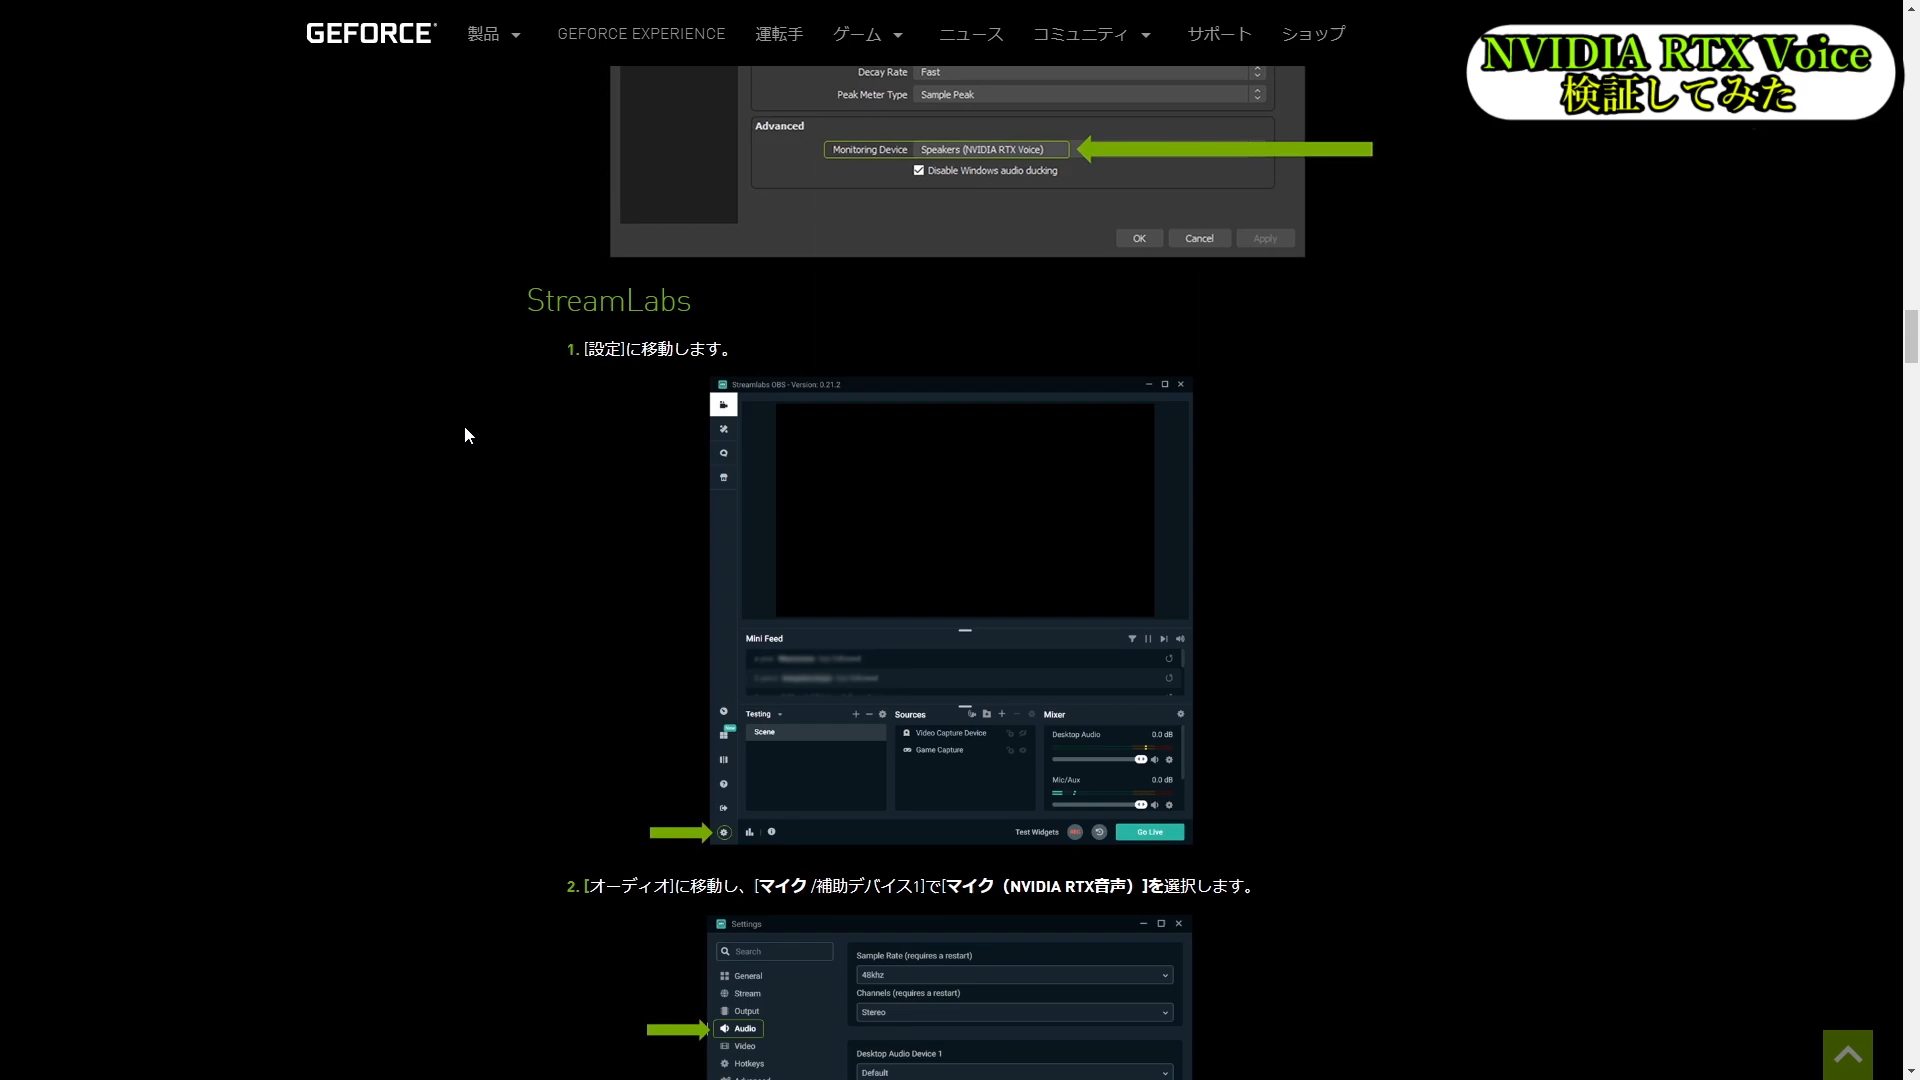 GEFORCE
製品
GEFORCE EXPERIENCE
運転手
ゲーム
ニュース
コミュニティ
サポート
ショップ
NVIDIA RTX Voice
検証してみた
Decay Rate Fast
Peak Meter Type Sample Peak
Advanced
Monitoring Device Speakers (NVIDIA RTX Voice)
Disable Windows audio ducking
OK Cancel Apply
StreamLabs
1. [設定]に移動します。
Streamlabs OBS - Version: 0.21.2
Mini Feed
Testing
Scene
Sources
Video Capture Device
Game Capture
Mixer
Desktop Audio 0.0 dB
Mic/Aux 0.0 dB
Test Widgets
REC
Go Live
2. [オーディオ]に移動し、[マイク /補助デバイス1]で[マイク（NVIDIA RTX音声）]を選択します。
Settings
Search
General
Stream
Output
Audio
Video
Hotkeys
Sample Rate (requires a restart)
48khz
Channels (requires a restart)
Stereo
Desktop Audio Device 1
Default